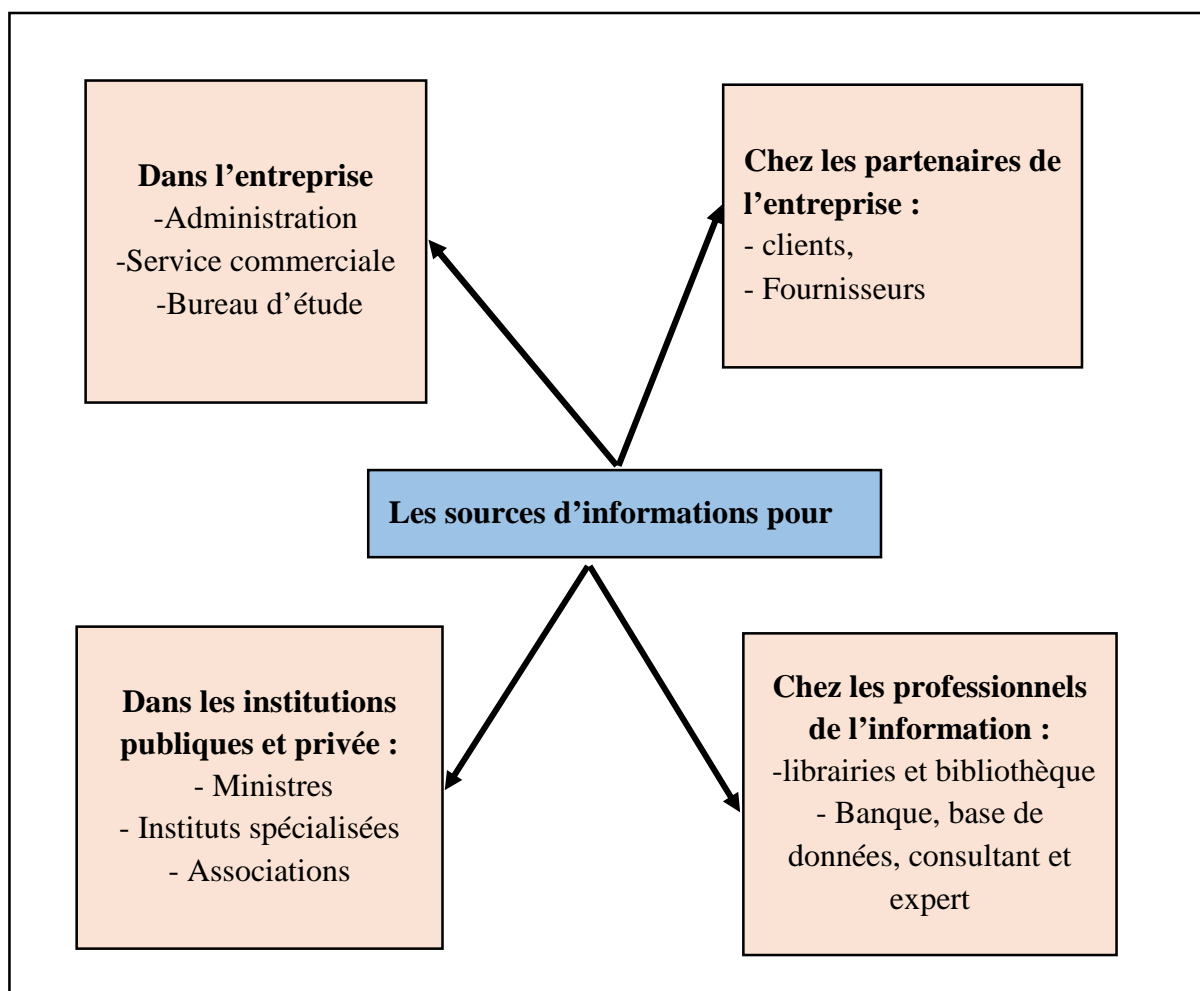 Dans l’entreprise
-Administration
-Service commerciale
-Bureau d’étude
Chez les partenaires de
l’entreprise :
- clients,
- Fournisseurs
Les sources d’informations pour
Dans les institutions
publiques et privée :
- Ministres
- Instituts spécialisées
- Associations
Chez les professionnels
de l’information :
-librairies et bibliothèque
- Banque, base de
données, consultant et
expert